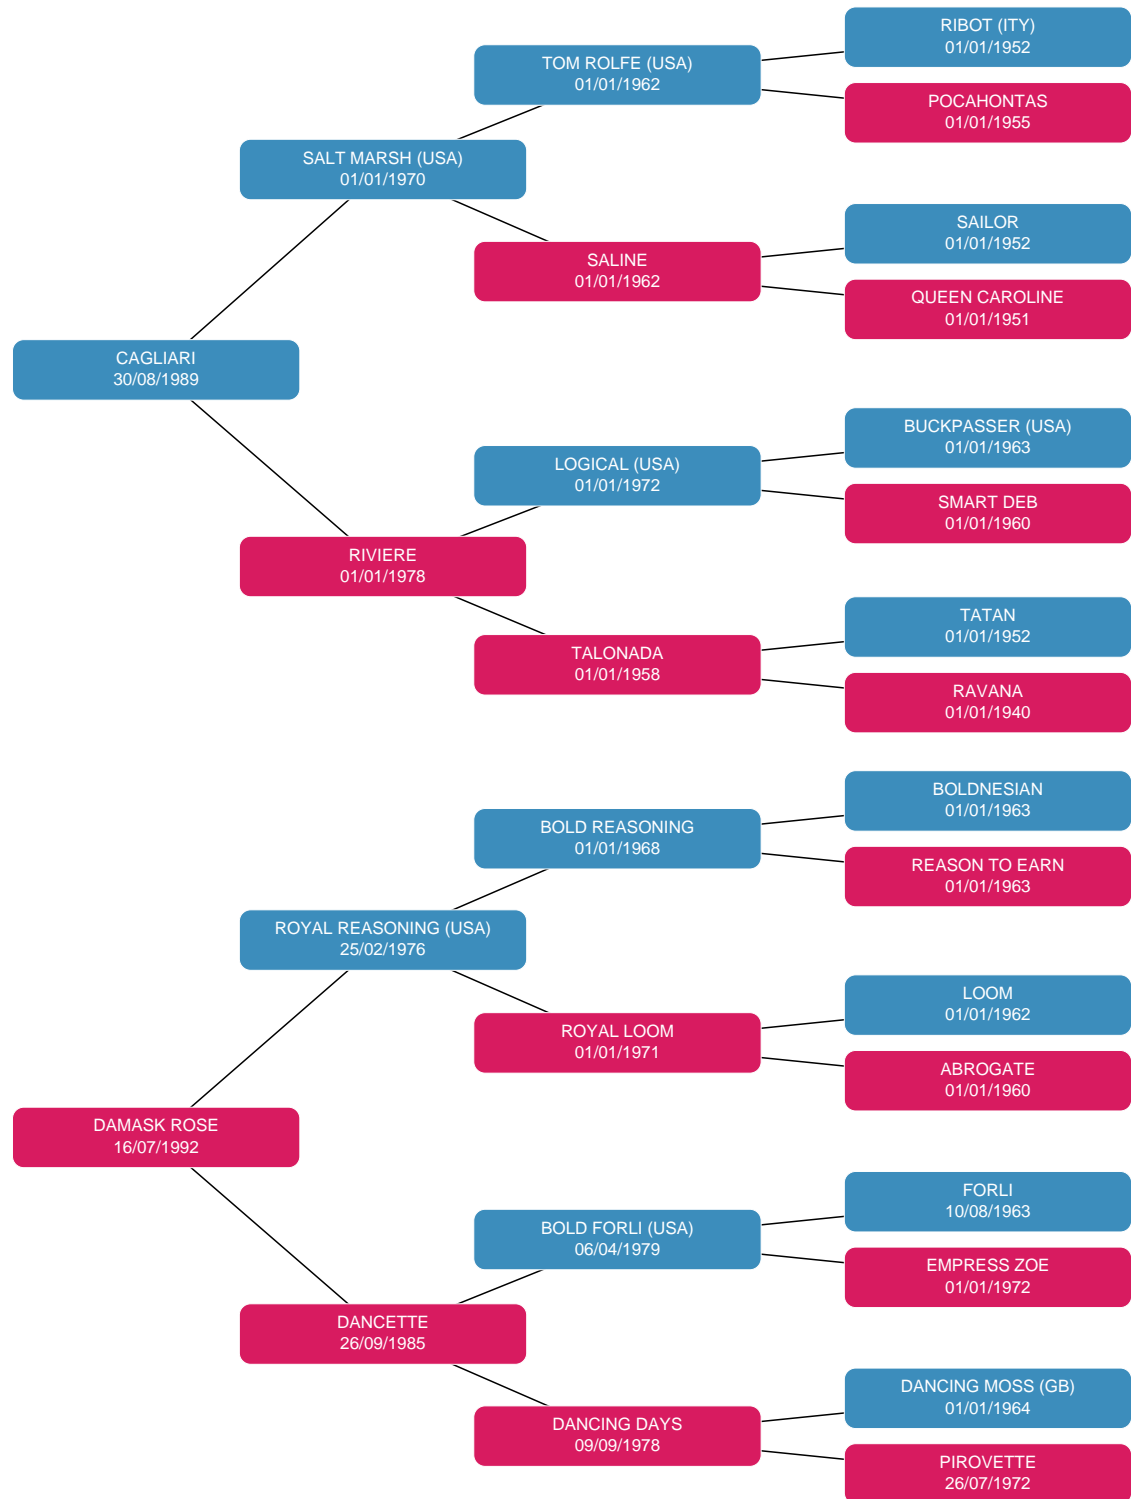 RIBOT (ITY)
01/01/1952
TOM ROLFE (USA)
01/01/1962
POCAHONTAS
01/01/1955
SALT MARSH (USA)
01/01/1970
SAILOR
01/01/1952
SALINE
01/01/1962
QUEEN CAROLINE
01/01/1951
CAGLIARI
30/08/1989
BUCKPASSER (USA)
01/01/1963
LOGICAL (USA)
01/01/1972
SMART DEB
01/01/1960
RIVIERE
01/01/1978
TATAN
01/01/1952
TALONADA
01/01/1958
RAVANA
01/01/1940
BOLDNESIAN
01/01/1963
BOLD REASONING
01/01/1968
REASON TO EARN
01/01/1963
ROYAL REASONING (USA)
25/02/1976
LOOM
01/01/1962
ROYAL LOOM
01/01/1971
ABROGATE
01/01/1960
DAMASK ROSE
16/07/1992
FORLI
10/08/1963
BOLD FORLI (USA)
06/04/1979
EMPRESS ZOE
01/01/1972
DANCETTE
26/09/1985
DANCING MOSS (GB)
01/01/1964
DANCING DAYS
09/09/1978
PIROVETTE
26/07/1972